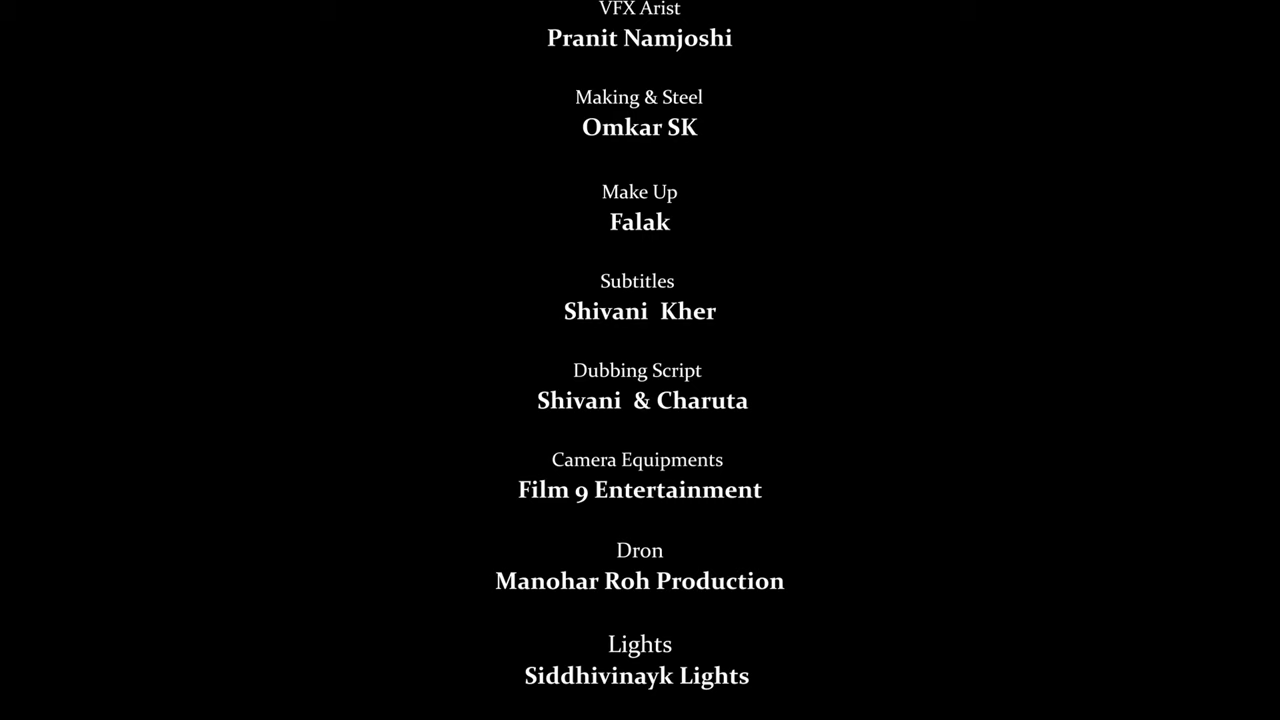 VFX Arist
Pranit Namjoshi
Making & Steel
Omkar SK
Make Up
Falak
Subtitles
Shivani  Kher
Dubbing Script
Shivani  & Charuta
Camera Equipments
Film 9 Entertainment
Dron
Manohar Roh Production
Lights
Siddhivinayk Lights